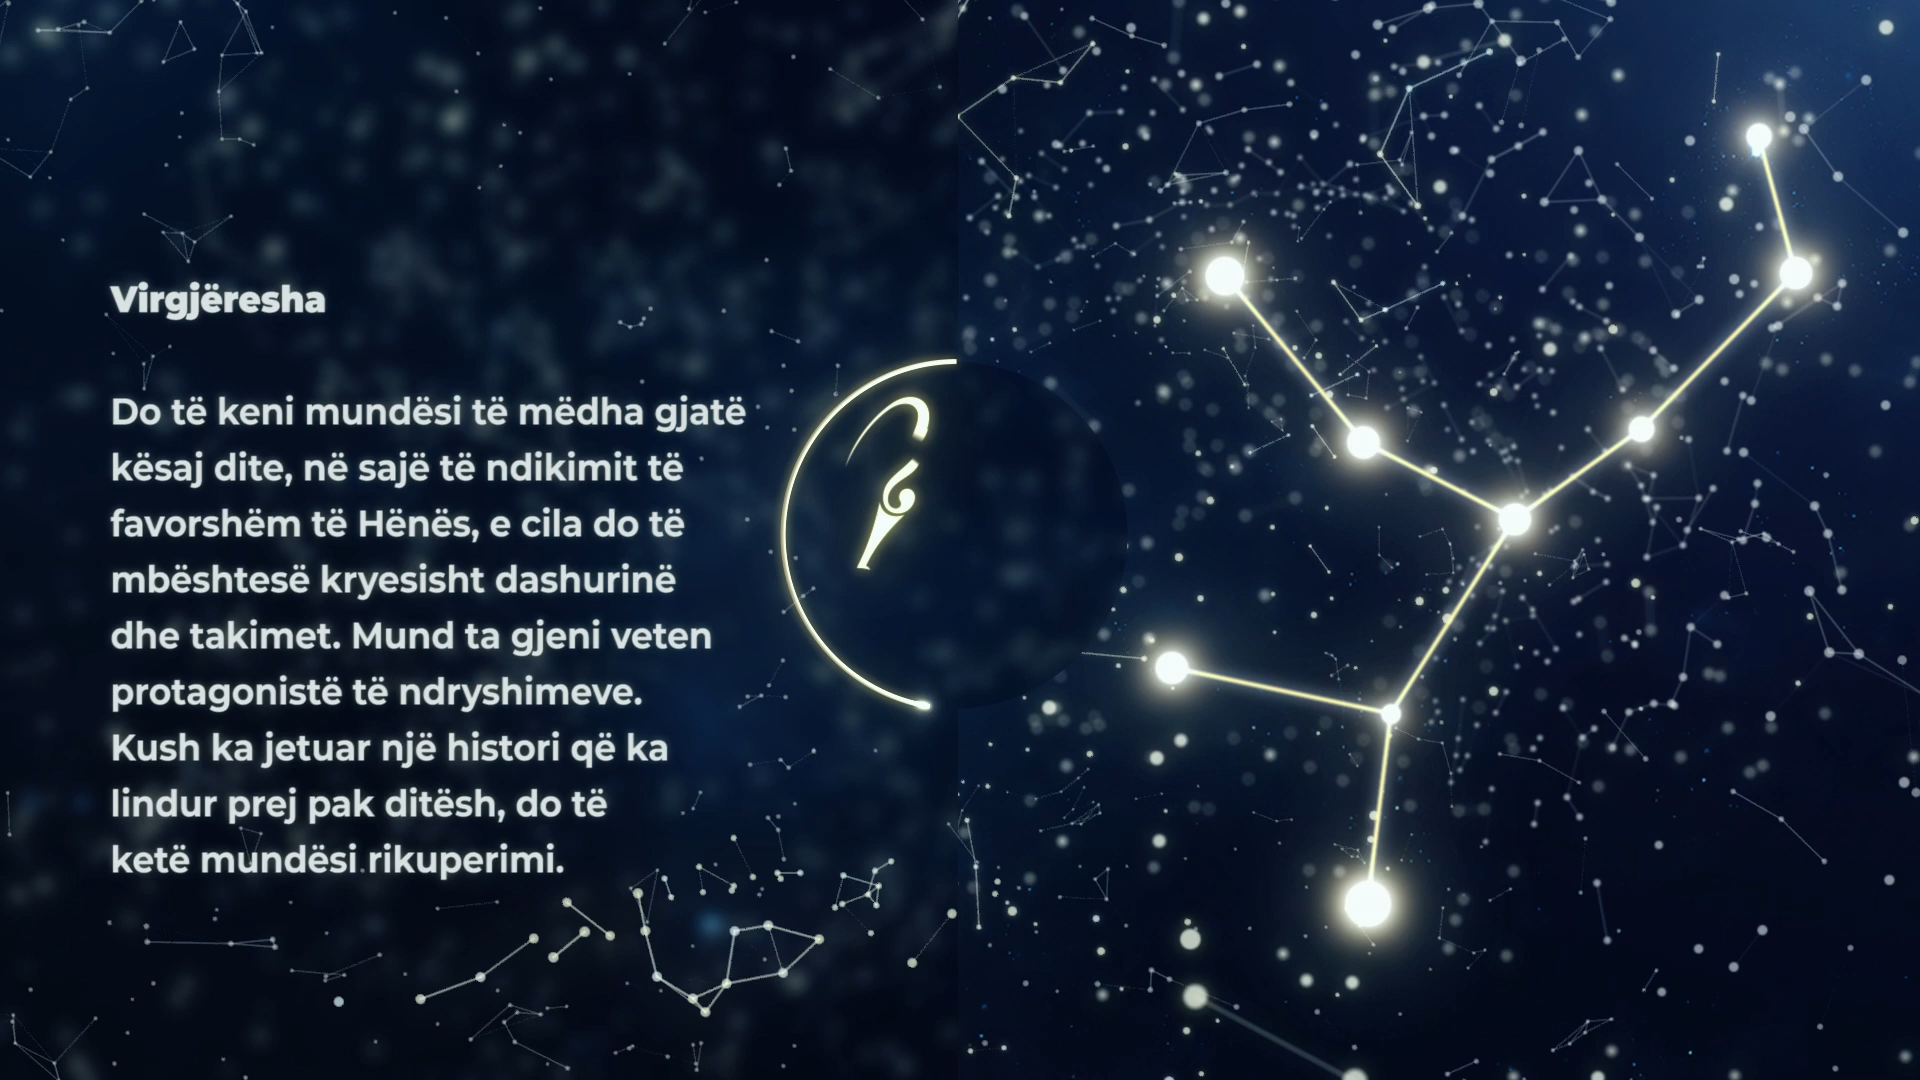 Virgjëresha
Do të keni mundësi të mëdha gjatë
kësaj dite, në sajë të ndikimit të
favorshëm të Hënës, e cila do të
mbështesë kryesisht dashurinë
dhe takimet. Mund ta gjeni veten
protagonistë të ndryshimeve.
Kush ka jetuar një histori që ka
lindur prej pak ditësh, do të
ketë mundësi rikuperimi.